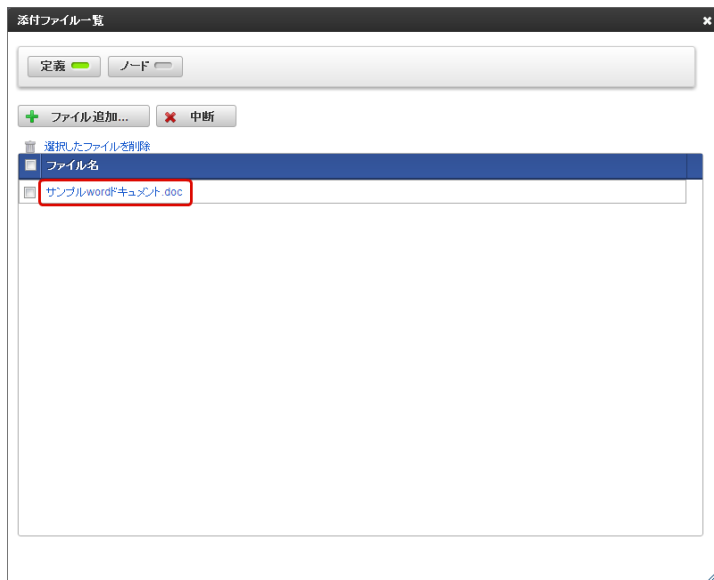 添付ファイル一覧
定義 ノード
ファイル追加... 中断
選択したファイルを削除
ファイル名
サンプルwordドキュメント.doc